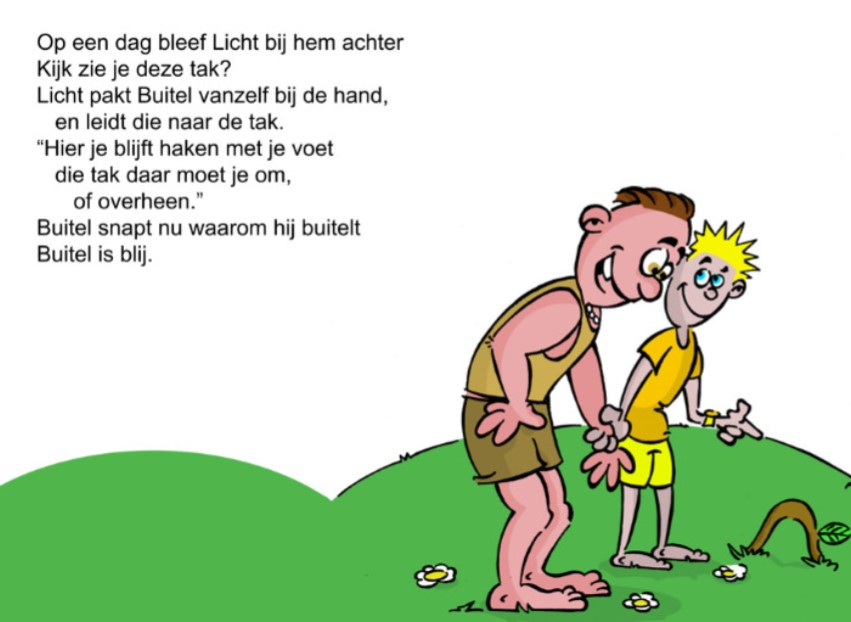 Op een dag bleef Licht bij hem achter
Kijk zie je deze tak?
Licht pakt Buitel vanzelf bij de hand,
en leidt die naar de tak.
“Hier je blijft haken met je voet
die tak daar moet je om,
of overheen.”
Buitel snapt nu waarom hij buitelt
Buitel is blij.